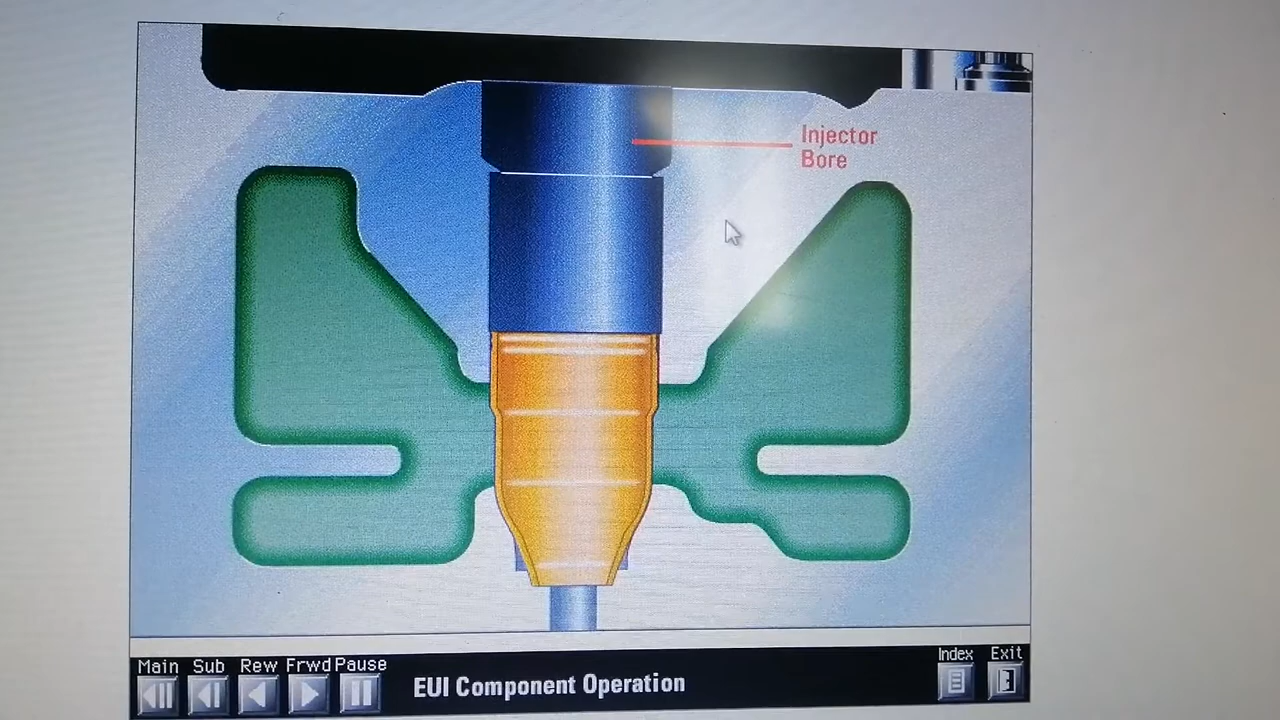 Injector
Bore
Main Sub Rew Frwd Pause
Index Exit
EUI Component Operation